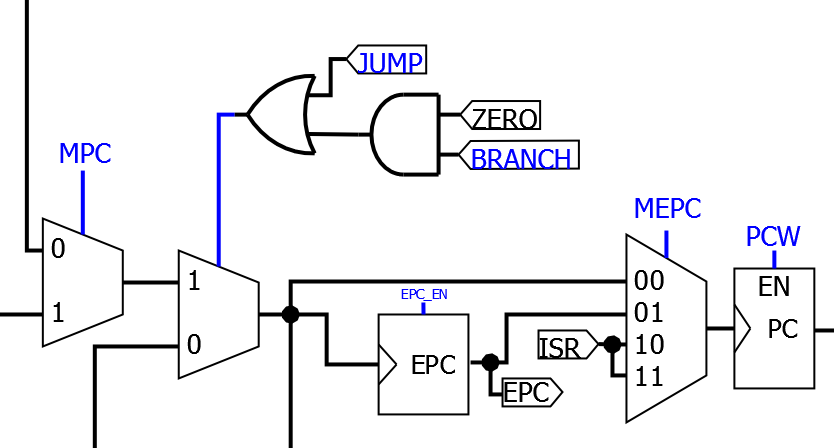 JUMP
ZERO
BRANCH
MPC
0
1
1
0
MEPC
PCW
EPC_EN
00
01
10
11
EN
PC
EPC
ISR
EPC